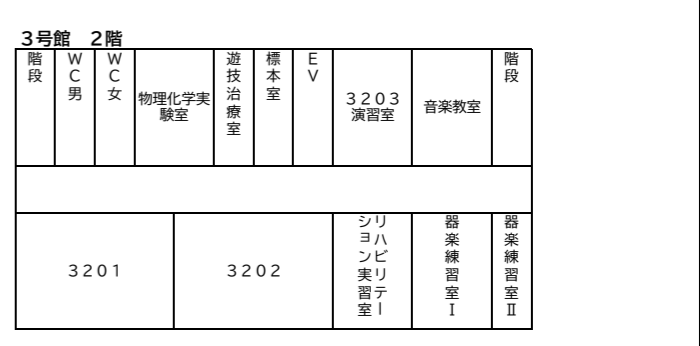 ３号館　２階
階段
ＷＣ男
ＷＣ女
物理化学実
験室
遊技治療室
標本室
ＥＶ
３２０３
演習室
音楽教室
階段
３２０１
３２０２
リハビリテー
ション実習室
器楽練習室Ⅰ
器楽練習室Ⅱ